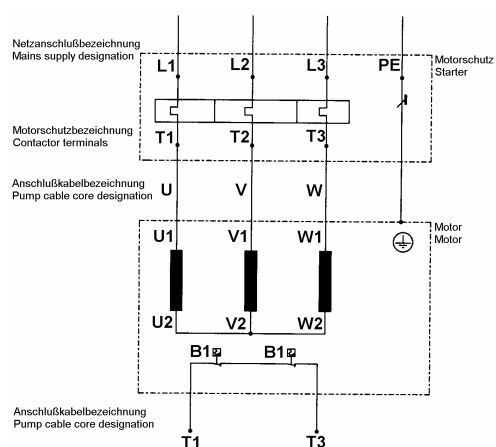 Netzanschlußbezeichnung
Mains supply designation
L1 L2 L3 PE
Motorschutz
Starter
Motorschutzbezeichnung
Contactor terminals
T1 T2 T3
Anschlußkabelbezeichnung
Pump cable core designation
U V W
Motor
Motor
U1 V1 W1
U2 V2 W2
B1 B1
Anschlußkabelbezeichnung
Pump cable core designation
T1 T3